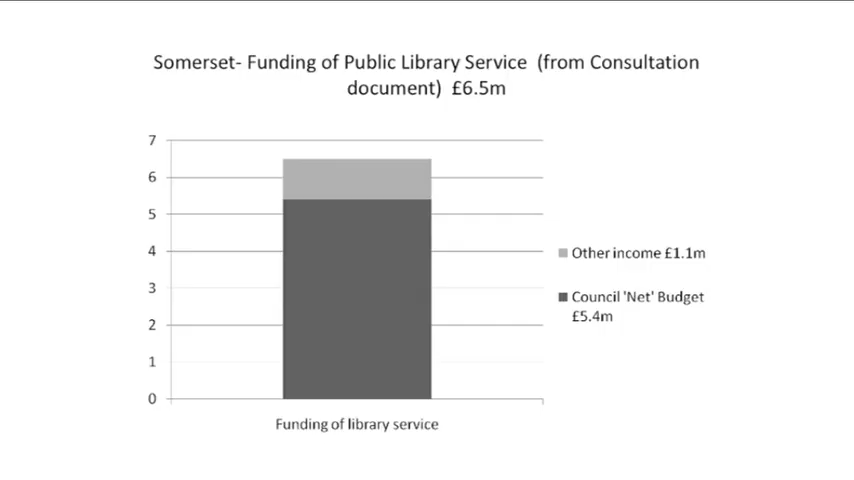 Somerset- Funding of Public Library Service (from Consultation
document) £6.5m
7
6
5
4
3
2
1
0
Other income £1.1m
Council 'Net' Budget
£5.4m
Funding of library service